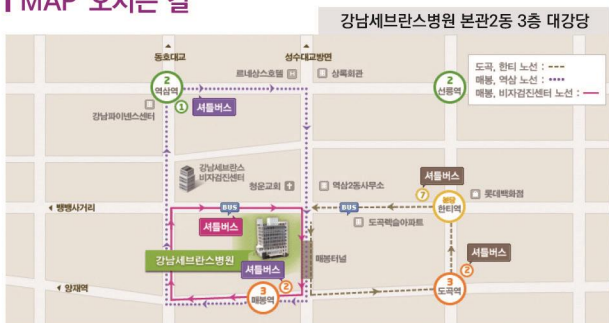 MAP 오시는 길
강남세브란스병원 본관2동 3층 대강당
동호대교
성수대교방면
르네상스호텔 H
상록회관
도곡, 한티 노선 :
매봉, 역삼 노선 :
매봉, 비자검진센터 노선 :
2
역삼역
1
셔틀버스
2
선릉역
강남파이낸스센터
강남세브란스
비자검진센터
청운교회
역삼2동사무소
셔틀버스
7
분당
한티역
롯데백화점
뱅뱅사거리
BUS
BUS
셔틀버스
도곡렉슬아파트
강남세브란스병원
매봉터널
셔틀버스
셔틀버스
양재역
3
매봉역
2
3
도곡역
2